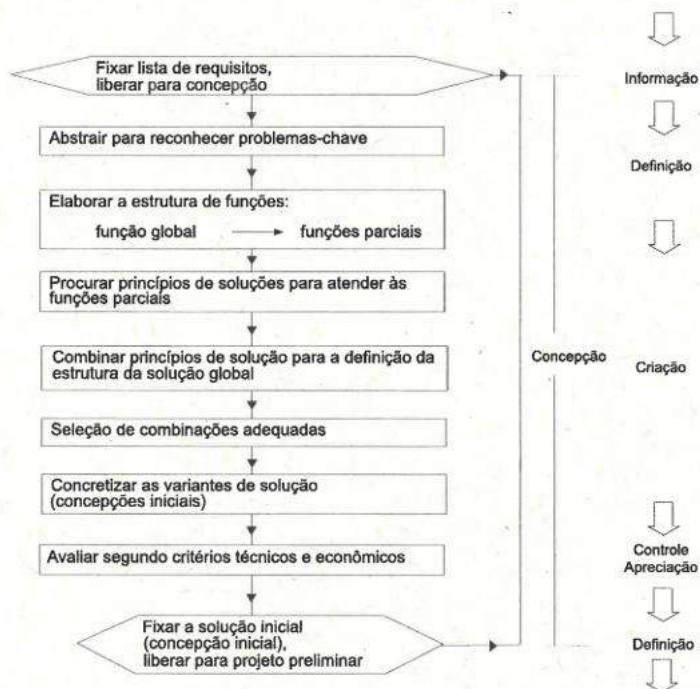 Fixar lista de requisitos,
liberar para concepção
Abstrair para reconhecer problemas-chave
Elaborar a estrutura de funções:
função global funções parciais
Procurar princípios de soluções para atender às
funções parciais
Combinar princípios de solução para a definição da
estrutura da solução global
Seleção de combinações adequadas
Concretizar as variantes de solução
(concepções iniciais)
Avaliar segundo critérios técnicos e econômicos
Fixar a solução inicial
(concepção inicial),
liberar para projeto preliminar
Concepção
Informação
Definição
Criação
Controle
Apreciação
Definição